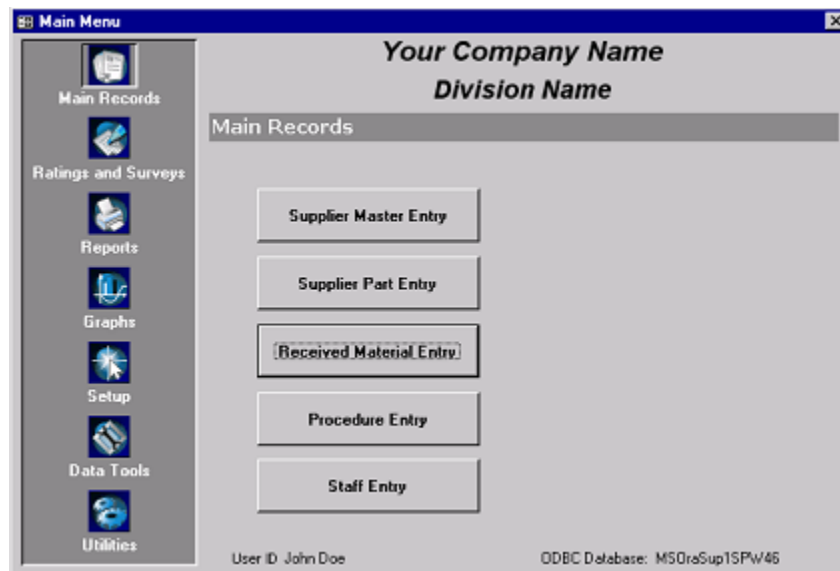 Main Menu
Your Company Name
Division Name
Main Records
Main Records
Ratings and Surveys
Reports
Graphs
Setup
Data Tools
Utilities
Supplier Master Entry
Supplier Part Entry
Received Material Entry
Procedure Entry
Staff Entry
User ID John Doe
ODBC Database: MSOraSup1SPW46